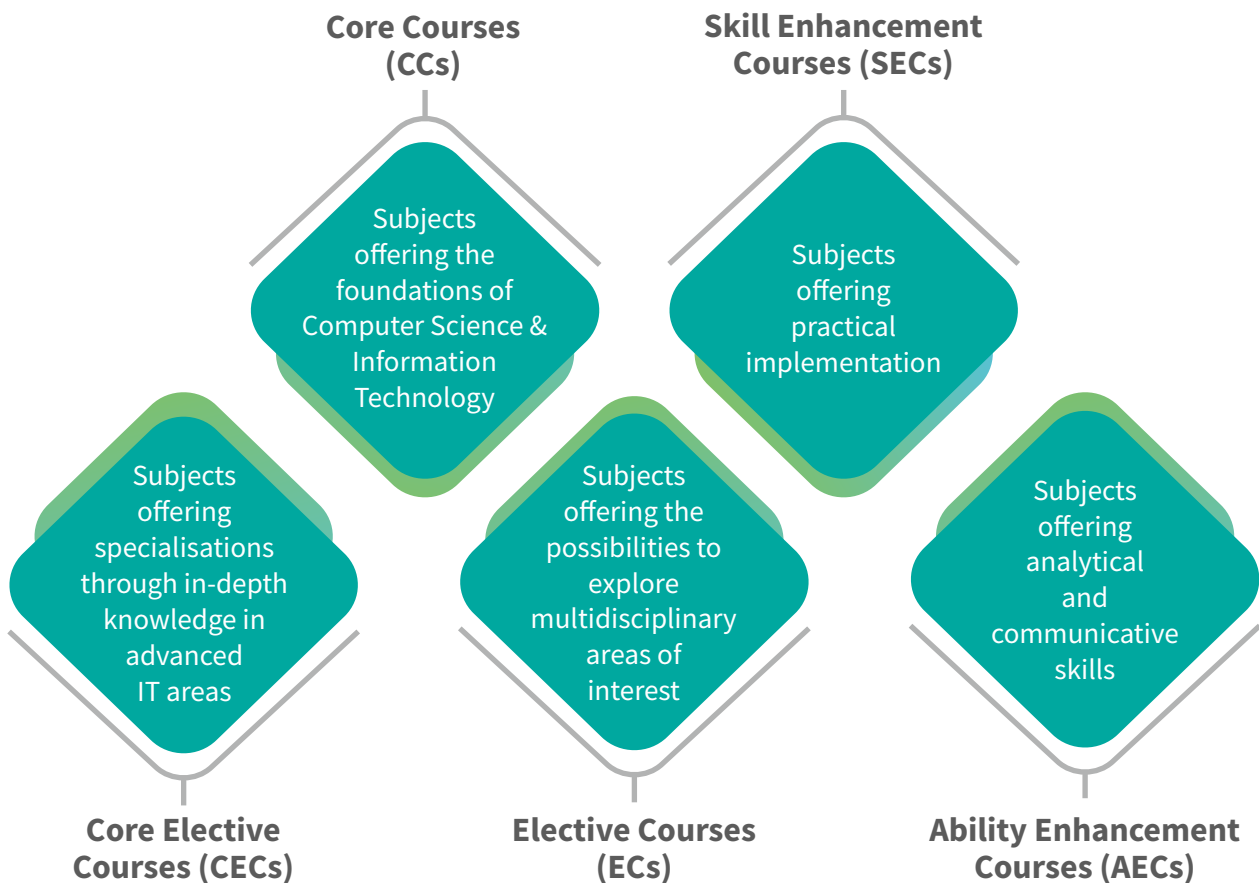 Core Courses
(CCs)
Subjects
offering the
foundations of
Computer Science &
Information
Technology
Skill Enhancement
Courses (SECs)
Subjects
offering
practical
implementation
Subjects
offering
specialisations
through in-depth
knowledge in
advanced
IT areas
Core Elective
Courses (CECs)
Subjects
offering the
possibilities to
explore
multidisciplinary
areas of
interest
Elective Courses
(ECs)
Subjects
offering
analytical
and
communicative
skills
Ability Enhancement
Courses (AECs)